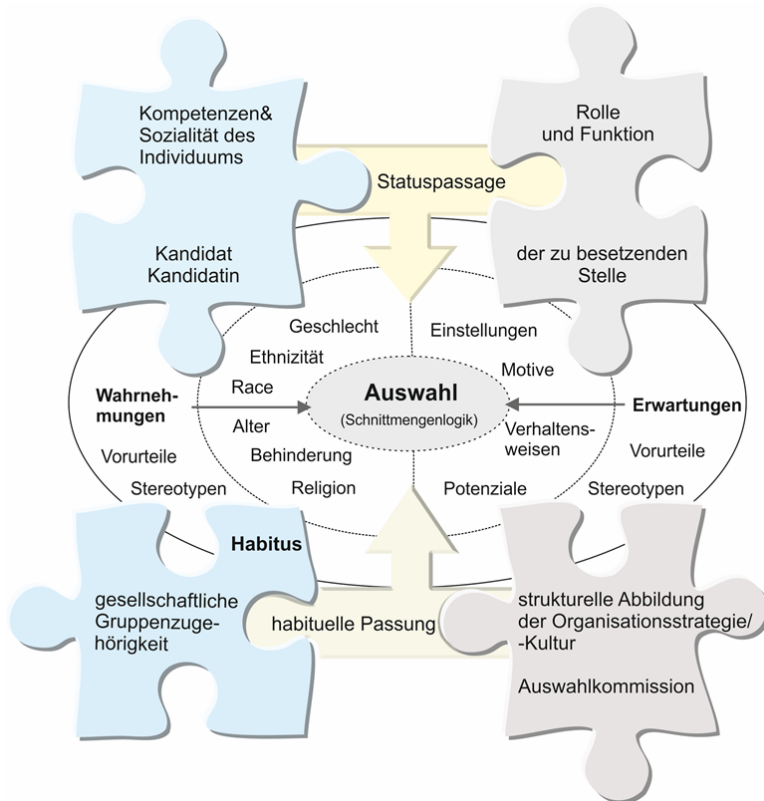 Kompetenzen&
Sozialität des
Individuums
Kandidat
Kandidatin
Statuspassage
Rolle
und Funktion
der zu besetzenden
Stelle
Geschlecht
Ethnizität
Race
Alter
Behinderung
Religion
Einstellungen
Motive
Verhaltens-
weisen
Potenziale
Auswahl
(Schnittmengenlogik)
Wahrneh-
mungen
Vorurteile
Stereotypen
Erwartungen
Vorurteile
Stereotypen
Habitus
gesellschaftliche
Gruppenzuge-
hörigkeit
habituelle Passung
strukturelle Abbildung
der Organisationsstrategie/
-Kultur
Auswahlkommission